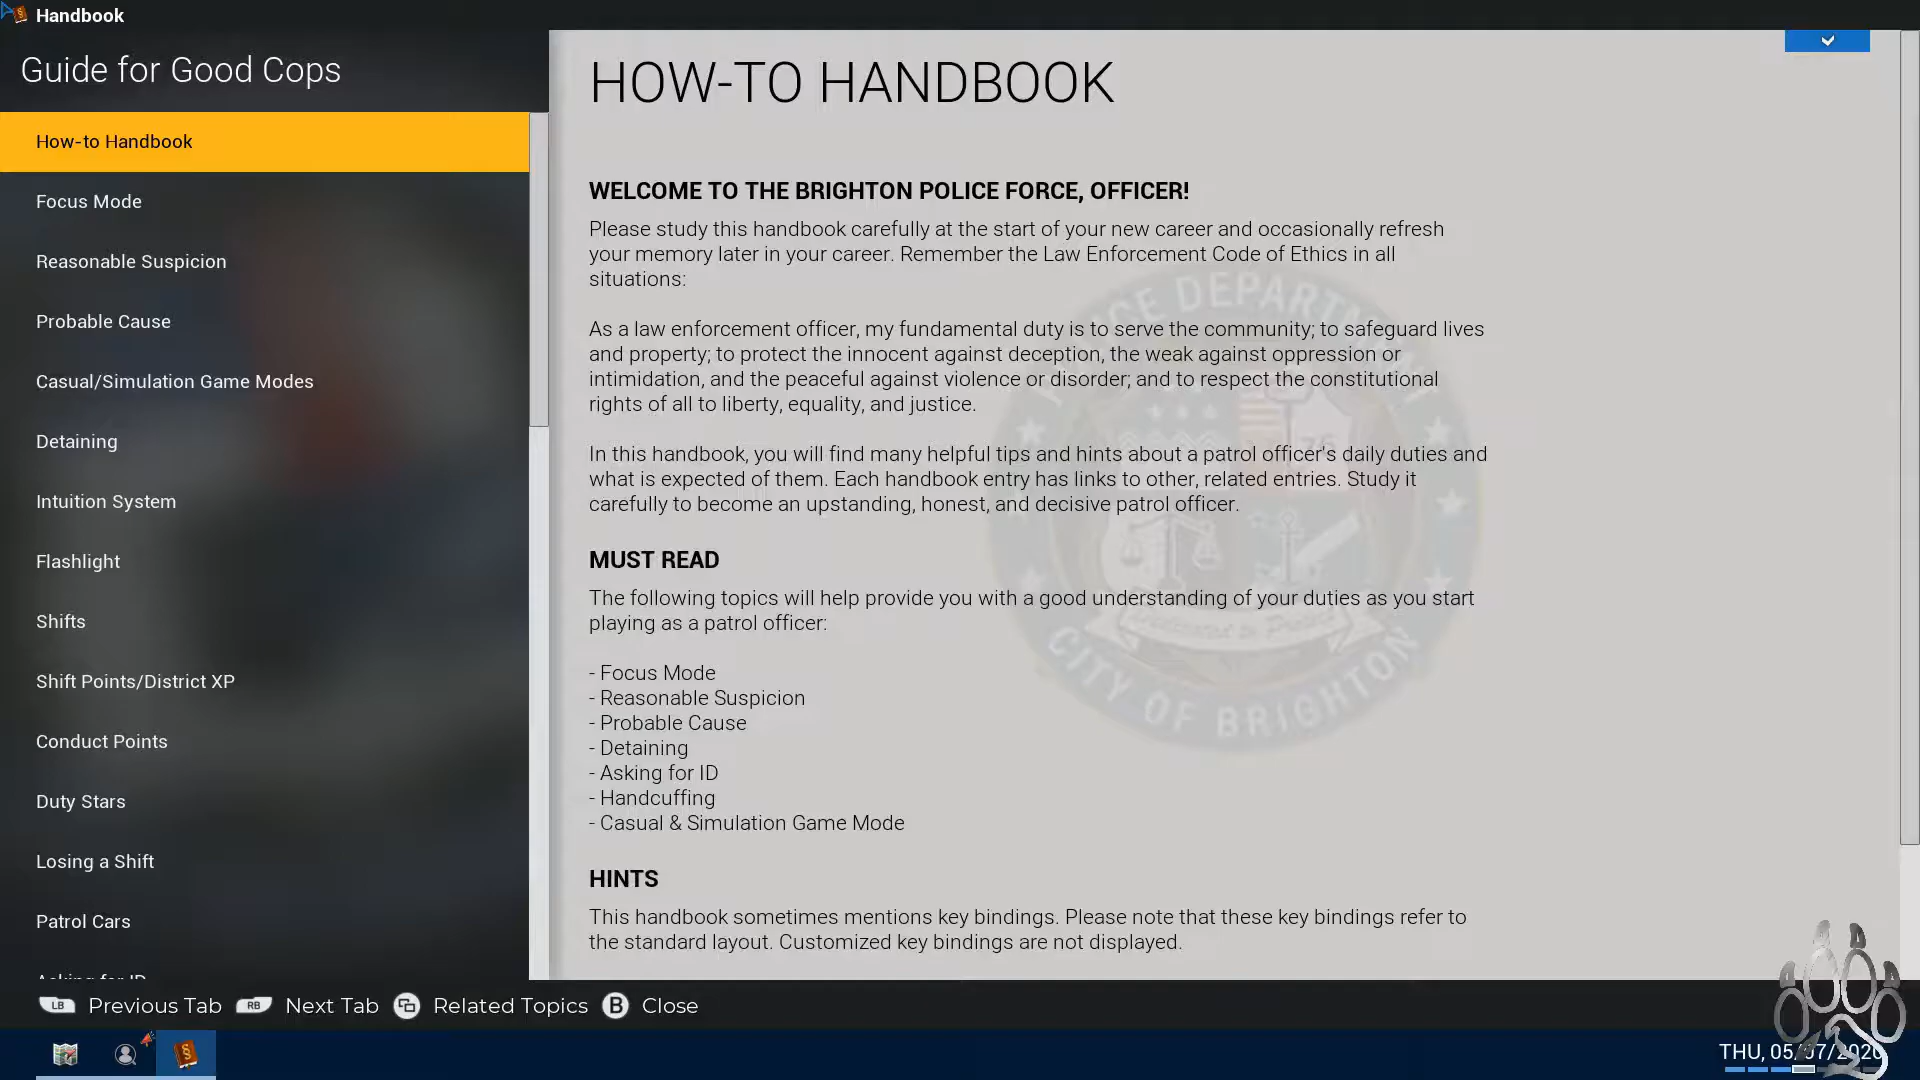 Handbook
Guide for Good Cops
How-to Handbook
Focus Mode
Reasonable Suspicion
Probable Cause
Casual/Simulation Game Modes
Detaining
Intuition System
Flashlight
Shifts
Shift Points/District XP
Conduct Points
Duty Stars
Losing a Shift
Patrol Cars
Asking for ID
HOW-TO HANDBOOK
WELCOME TO THE BRIGHTON POLICE FORCE, OFFICER!
Please study this handbook carefully at the start of your new career and occasionally refresh
your memory later in your career. Remember the Law Enforcement Code of Ethics in all
situations:
As a law enforcement officer, my fundamental duty is to serve the community; to safeguard lives
and property; to protect the innocent against deception, the weak against oppression or
intimidation, and the peaceful against violence or disorder; and to respect the constitutional
rights of all to liberty, equality, and justice.
In this handbook, you will find many helpful tips and hints about a patrol officer's daily duties and
what is expected of them. Each handbook entry has links to other, related entries. Study it
carefully to become an upstanding, honest, and decisive patrol officer.
MUST READ
The following topics will help provide you with a good understanding of your duties as you start
playing as a patrol officer:
- Focus Mode
- Reasonable Suspicion
- Probable Cause
- Detaining
- Asking for ID
- Handcuffing
- Casual & Simulation Game Mode
HINTS
This handbook sometimes mentions key bindings. Please note that these key bindings refer to
the standard layout. Customized key bindings are not displayed.
POLICE DEPARTMENT
CITY OF BRIGHTON
LB Previous Tab RB Next Tab Related Topics B Close
THU, 05/07/2020